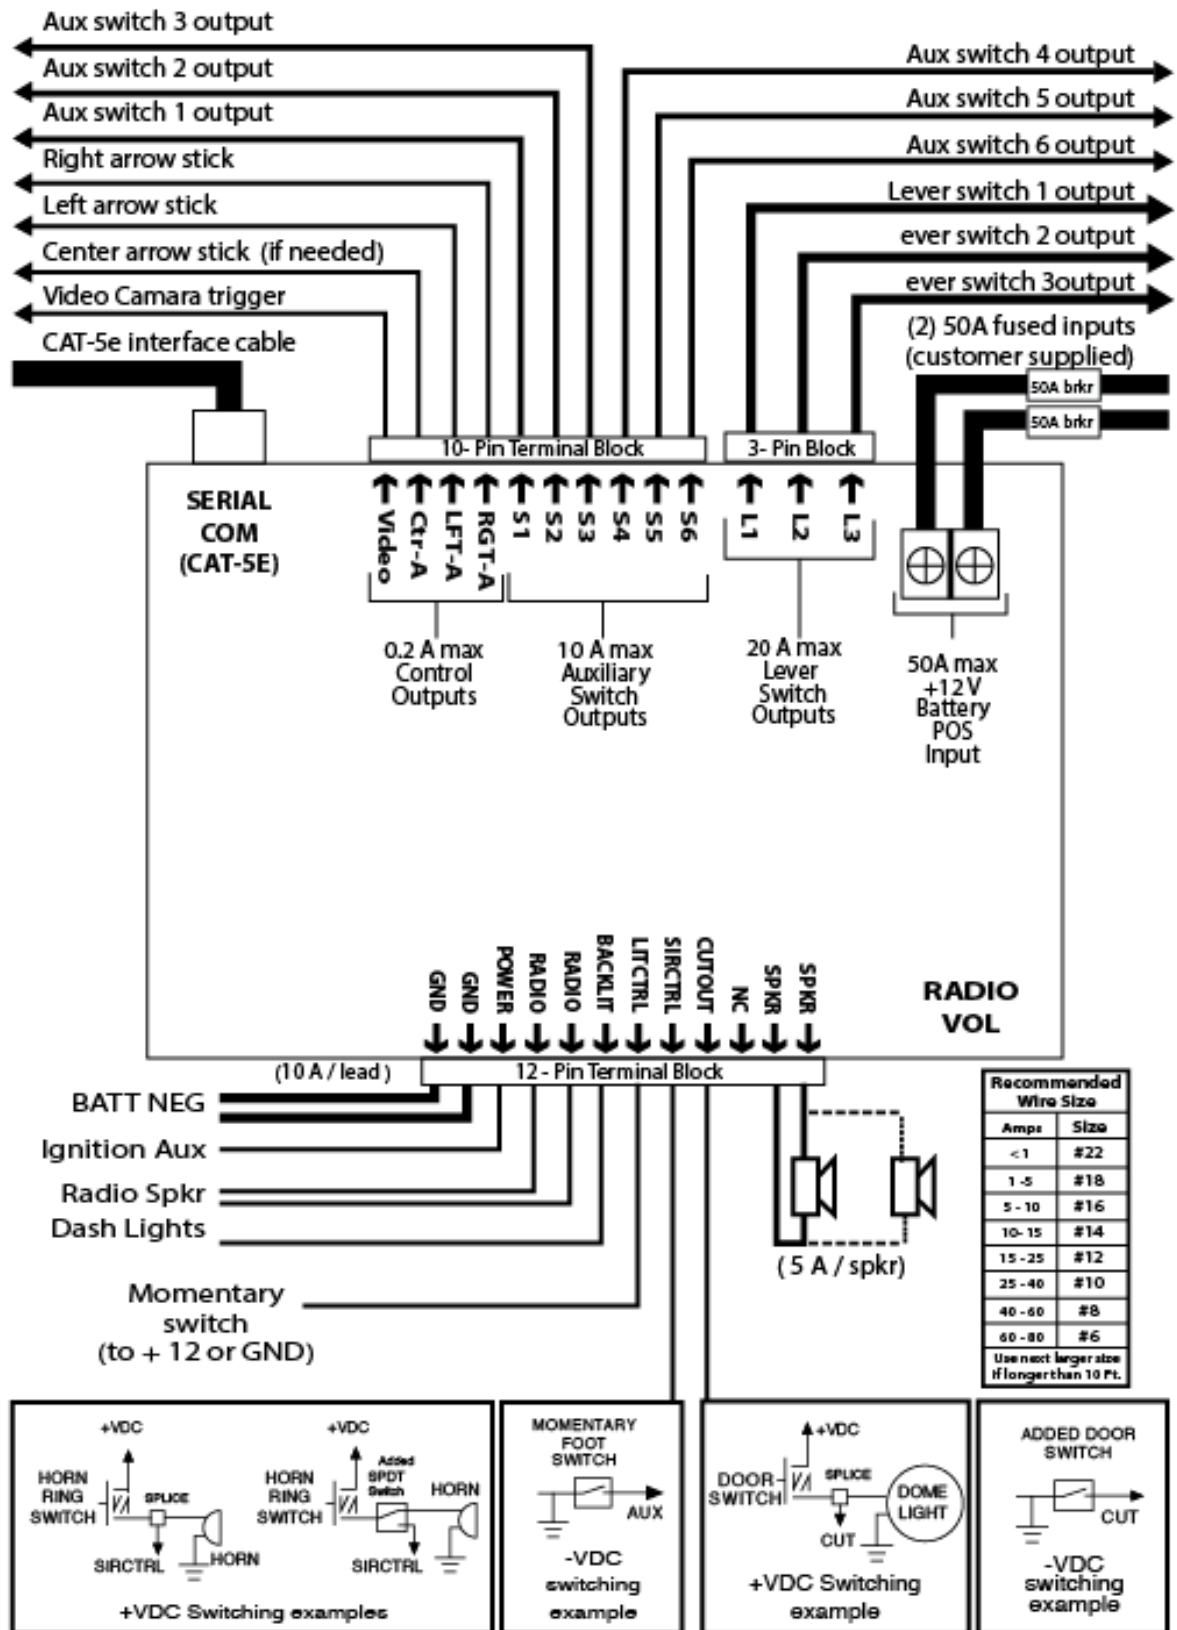 Aux switch 3 output
Aux switch 2 output
Aux switch 1 output
Right arrow stick
Left arrow stick
Center arrow stick (if needed)
Video Camara trigger
CAT-5e interface cable
Aux switch 4 output
Aux switch 5 output
Aux switch 6 output
Lever switch 1 output
ever switch 2 output
ever switch 3output
(2) 50A fused inputs
(customer supplied)
50A brkr
50A brkr
10- Pin Terminal Block
3- Pin Block
SERIAL
COM
(CAT-5E)
Video
Ctr-A
LFT-A
RGT-A
S1
S2
S3
S4
S5
S6
L1
L2
L3
0.2 A max
Control
Outputs
10 A max
Auxiliary
Switch
Outputs
20 A max
Lever
Switch
Outputs
50A max
+12 V
Battery
POS
Input
GND
GND
POWER
RADIO
RADIO
BACKLIT
LITCTRL
SIRCTRL
CUTOUT
NC
SPKR
SPKR
RADIO
VOL
(10 A / lead )
12 - Pin Terminal Block
BATT NEG
Ignition Aux
Radio Spkr
Dash Lights
Momentary
switch
(to + 12 or GND)
( 5 A / spkr)
Recommended
Wire Size
Amps Size
< 1 #22
1 -5 #18
5 - 10 #16
10- 15 #14
15 - 25 #12
25 - 40 #10
40 - 60 #8
60 - 80 #6
Use next larger size
If longer than 10 Ft.
+VDC
HORN
RING
SWITCH
SPLICE
SIRCTRL
HORN
+VDC
HORN
RING
SWITCH
Added
SPDT
Switch
HORN
SIRCTRL
+VDC Switching examples
MOMENTARY
FOOT
SWITCH
AUX
-VDC
switching
example
+VDC
DOOR
SWITCH
SPLICE
CUT
DOME
LIGHT
+VDC Switching
example
ADDED DOOR
SWITCH
CUT
-VDC
switching
example